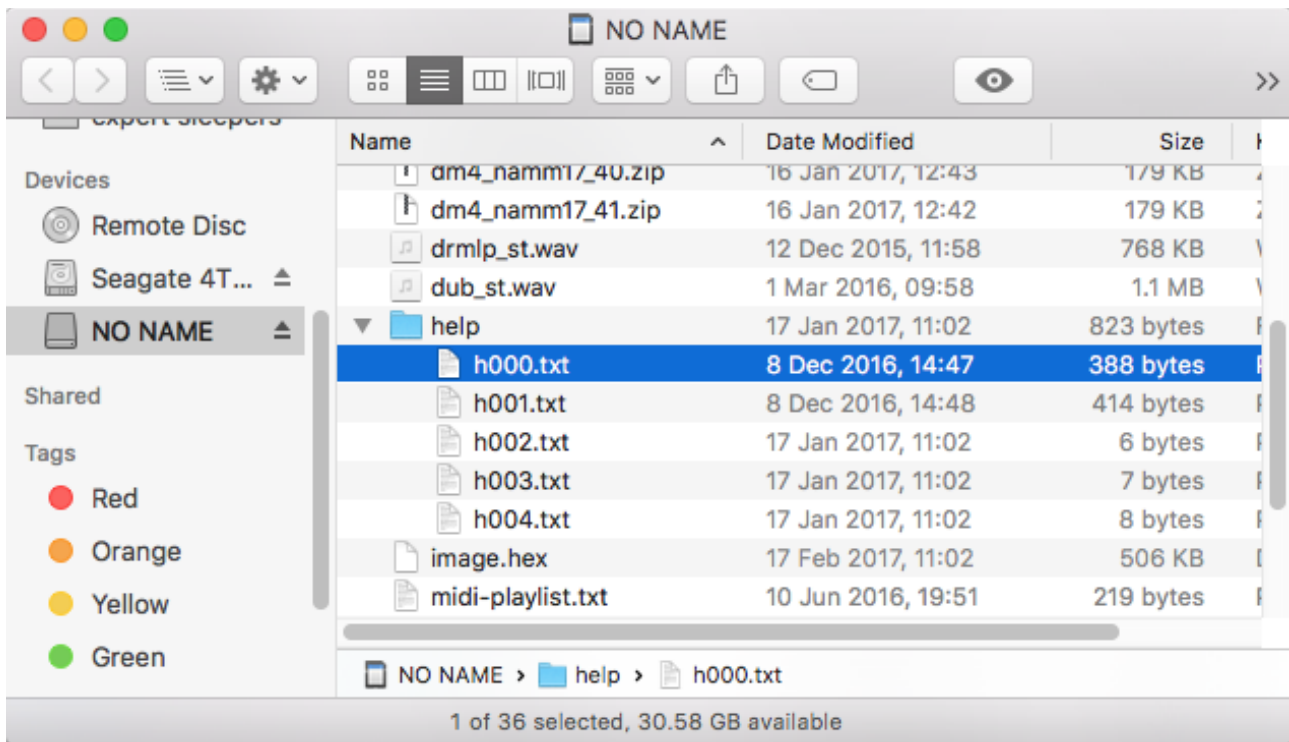 NO NAME
expert sleepers
Devices
Remote Disc
Seagate 4T...
NO NAME
Shared
Tags
Red
Orange
Yellow
Green
Name Date Modified Size
dm4_namm17_40.zip 16 Jan 2017, 12:43 179 KB
dm4_namm17_41.zip 16 Jan 2017, 12:42 179 KB
drmlp_st.wav 12 Dec 2015, 11:58 768 KB
dub_st.wav 1 Mar 2016, 09:58 1.1 MB
help 17 Jan 2017, 11:02 823 bytes
h000.txt 8 Dec 2016, 14:47 388 bytes
h001.txt 8 Dec 2016, 14:48 414 bytes
h002.txt 17 Jan 2017, 11:02 6 bytes
h003.txt 17 Jan 2017, 11:02 7 bytes
h004.txt 17 Jan 2017, 11:02 8 bytes
image.hex 17 Feb 2017, 11:02 506 KB
midi-playlist.txt 10 Jun 2016, 19:51 219 bytes
NO NAME › help › h000.txt
1 of 36 selected, 30.58 GB available